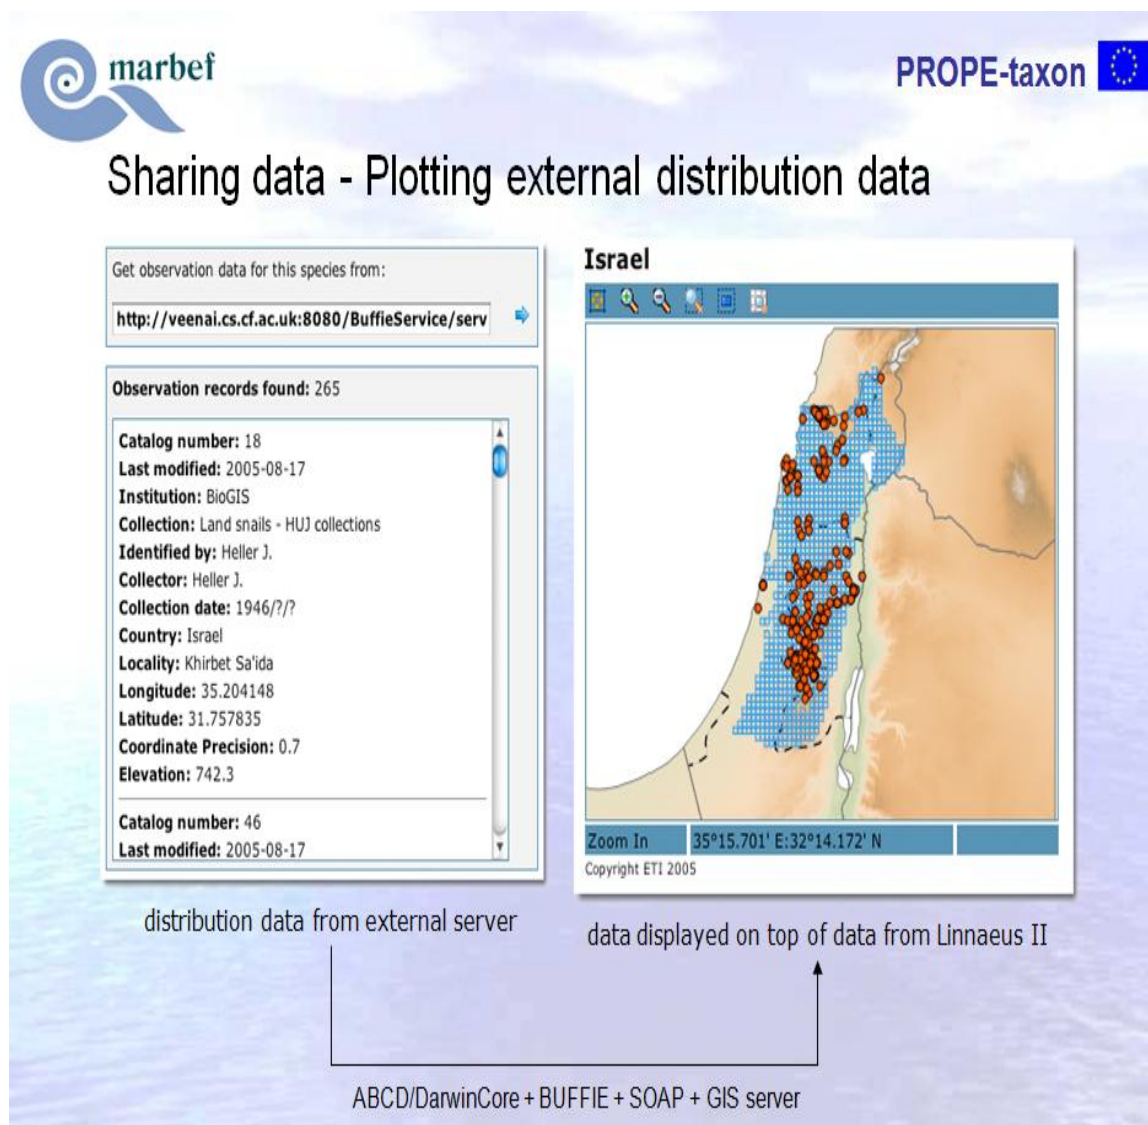 marbef
PROPE-taxon
Sharing data - Plotting external distribution data
Get observation data for this species from:
http://veenai.cs.cf.ac.uk:8080/BuffieService/serv
Observation records found: 265
Catalog number: 18
Last modified: 2005-08-17
Institution: BioGIS
Collection: Land snails - HUJ collections
Identified by: Heller J.
Collector: Heller J.
Collection date: 1946/?/?
Country: Israel
Locality: Khirbet Sa'ida
Longitude: 35.204148
Latitude: 31.757835
Coordinate Precision: 0.7
Elevation: 742.3
Catalog number: 46
Last modified: 2005-08-17
distribution data from external server
Israel
Zoom In
35°15.701' E:32°14.172' N
Copyright ETI 2005
data displayed on top of data from Linnaeus II
ABCD/DarwinCore + BUFFIE + SOAP + GIS server